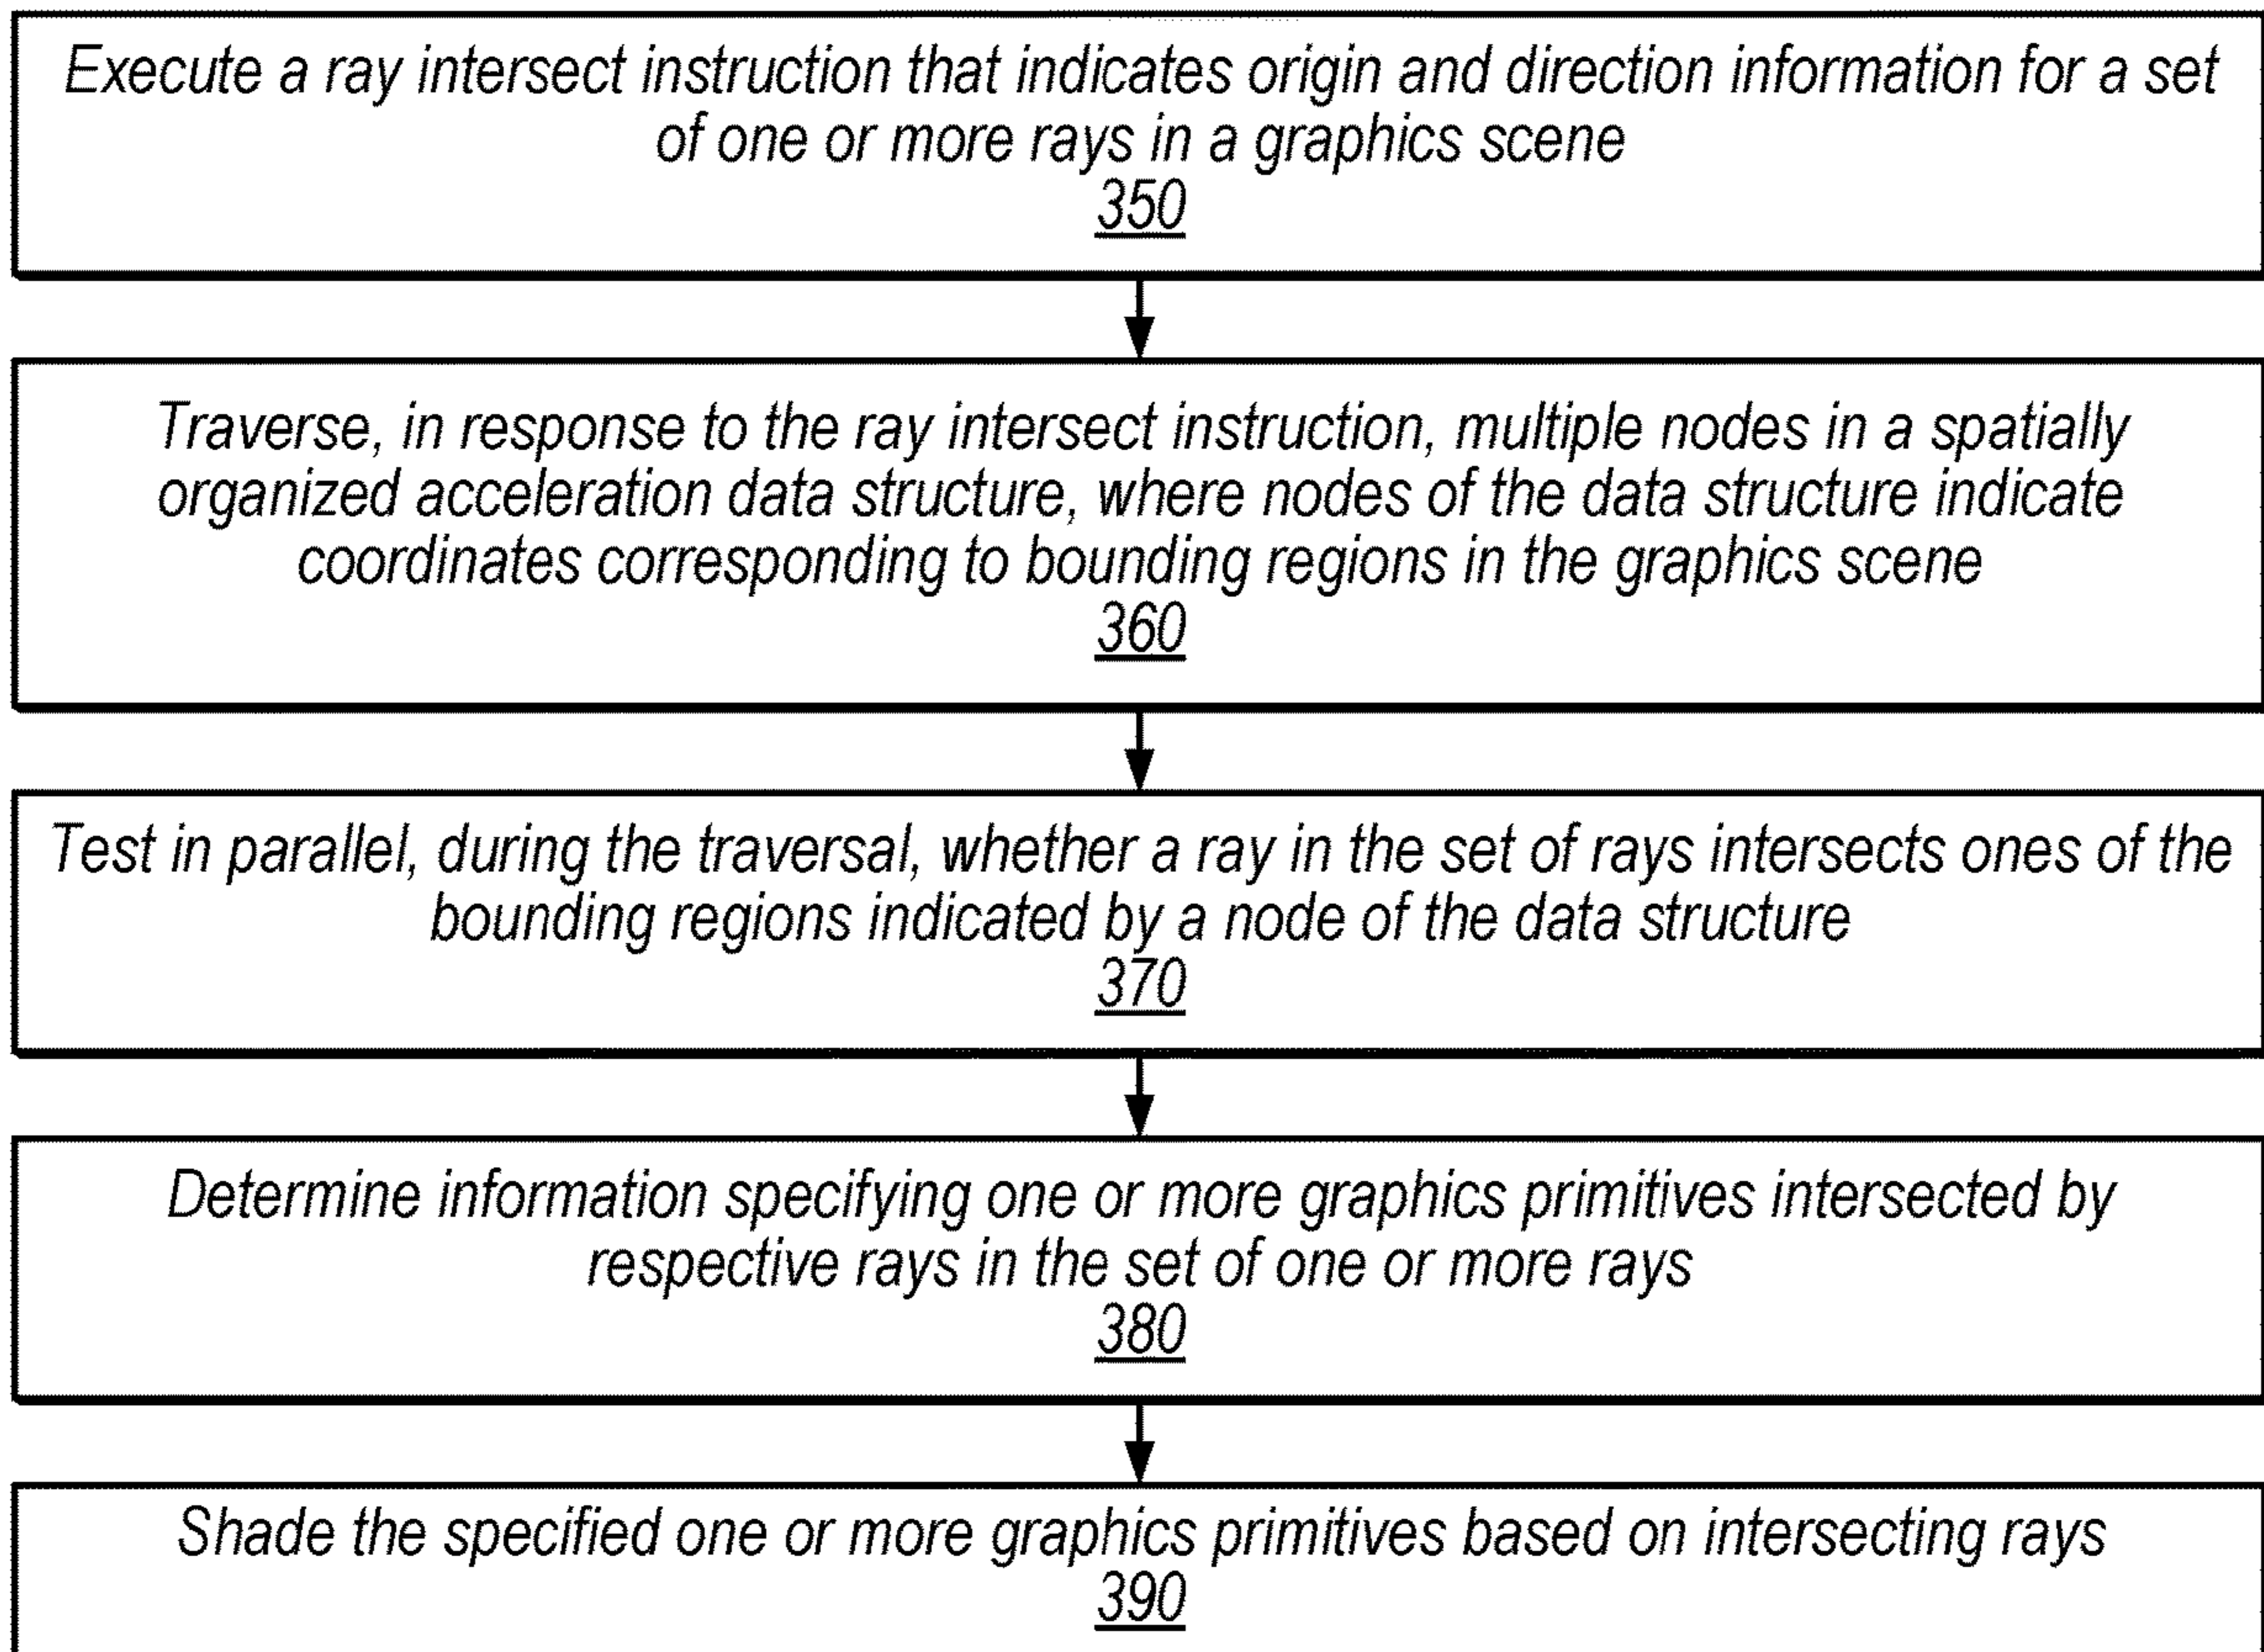 Execute a ray intersect instruction that indicates origin and direction information for a set
of one or more rays in a graphics scene
350
Traverse, in response to the ray intersect instruction, multiple nodes in a spatially
organized acceleration data structure, where nodes of the data structure indicate
coordinates corresponding to bounding regions in the graphics scene
360
Test in parallel, during the traversal, whether a ray in the set of rays intersects ones of the
bounding regions indicated by a node of the data structure
370
Determine information specifying one or more graphics primitives intersected by
respective rays in the set of one or more rays
380
Shade the specified one or more graphics primitives based on intersecting rays
390